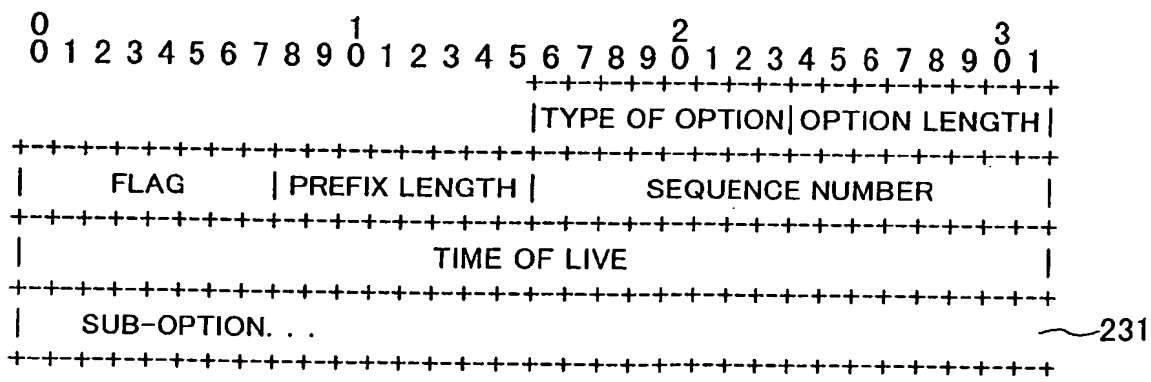 0 1 2 3
0 1 2 3 4 5 6 7 8 9 0 1 2 3 4 5 6 7 8 9 0 1 2 3 4 5 6 7 8 9 0 1
+-+-+-+-+-+-+-+-+-+-+-+-+-+-+-+-+
|TYPE OF OPTION|OPTION LENGTH|
+-+-+-+-+-+-+-+-+-+-+-+-+-+-+-+-+-+-+-+-+-+-+-+-+-+-+-+-+-+-+-+-+
| FLAG | PREFIX LENGTH | SEQUENCE NUMBER |
+-+-+-+-+-+-+-+-+-+-+-+-+-+-+-+-+-+-+-+-+-+-+-+-+-+-+-+-+-+-+-+-+
| TIME OF LIVE |
+-+-+-+-+-+-+-+-+-+-+-+-+-+-+-+-+-+-+-+-+-+-+-+-+-+-+-+-+-+-+-+-+
| SUB-OPTION. . . 231
+-+-+-+-+-+-+-+-+-+-+-+-+-+-+-+-+-+-+-+-+-+-+-+-+-+-+-+-+-+-+-+-+